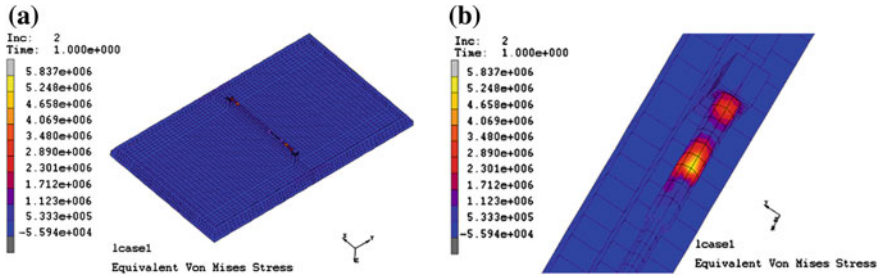 (a)
Inc: 2
Time: 1.000e+000
5.837e+006
5.248e+006
4.658e+006
4.069e+006
3.480e+006
2.890e+006
2.301e+006
1.712e+006
1.123e+006
5.333e+005
-5.594e+004
lcase1
Equivalent Von Mises Stress
(b)
Inc: 2
Time: 1.000e+000
5.837e+006
5.248e+006
4.658e+006
4.069e+006
3.480e+006
2.890e+006
2.301e+006
1.712e+006
1.123e+006
5.333e+005
-5.594e+004
lcase1
Equivalent Von Mises Stress